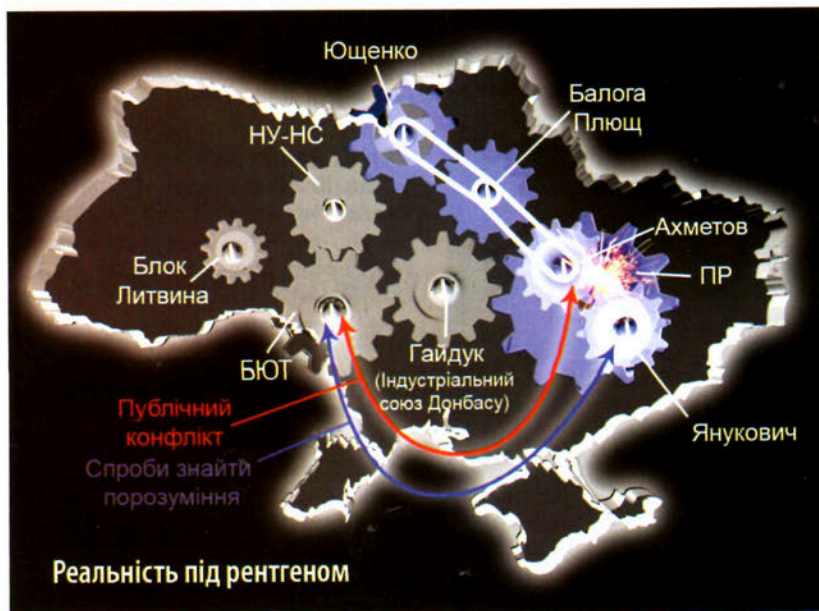 Ющенко
Балога
Плющ
НУ-НС
Ахметов
ПР
Блок
Литвина
БЮТ
Гайдук
(Індустріальний
союз Донбасу)
Янукович
Публічний
конфлікт
Спроби знайти
порозуміння
Реальність під рентгеном